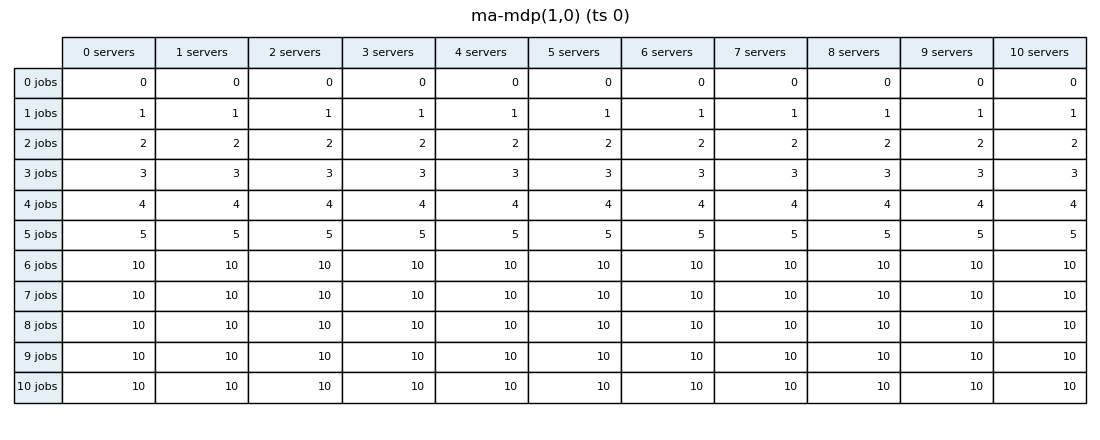 ma-mdp(1,0) (ts 0)
0 servers 1 servers 2 servers 3 servers 4 servers 5 servers 6 servers 7 servers 8 servers 9 servers 10 servers
0 jobs 0 0 0 0 0 0 0 0 0 0 0
1 jobs 1 1 1 1 1 1 1 1 1 1 1
2 jobs 2 2 2 2 2 2 2 2 2 2 2
3 jobs 3 3 3 3 3 3 3 3 3 3 3
4 jobs 4 4 4 4 4 4 4 4 4 4 4
5 jobs 5 5 5 5 5 5 5 5 5 5 5
6 jobs 10 10 10 10 10 10 10 10 10 10 10
7 jobs 10 10 10 10 10 10 10 10 10 10 10
8 jobs 10 10 10 10 10 10 10 10 10 10 10
9 jobs 10 10 10 10 10 10 10 10 10 10 10
10 jobs 10 10 10 10 10 10 10 10 10 10 10